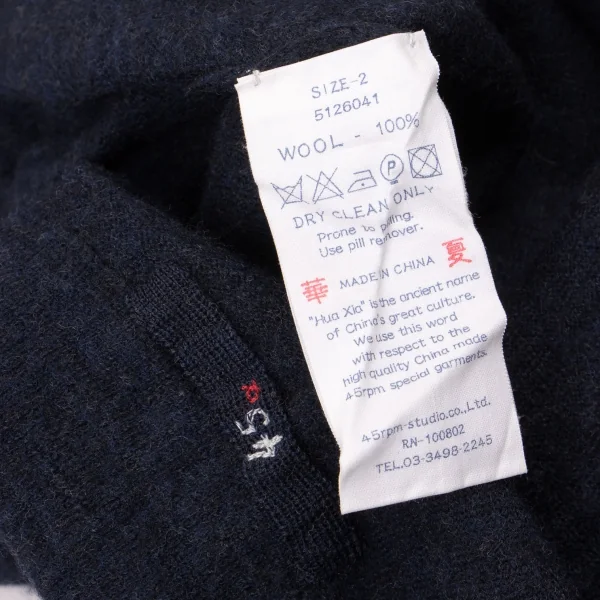 SIZE-2
5126041
WOOL - 100%
P
DRY CLEAN ONLY
Prone to pilling.
Use pill remover.
華 MADE IN CHINA 夏
"Hua Xia" is the ancient name
of China's great culture.
We use this word
with respect to the
high quality China made
45rpm special garments.
45rpm-studio.co.,Ltd.
RN-100802
TEL.03-3498-2245
45R